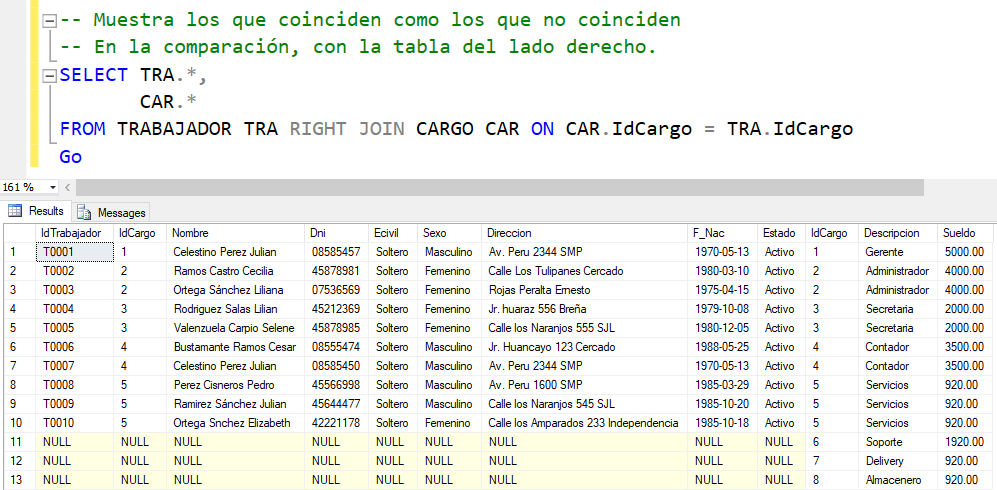 -- Muestra los que coinciden como los que no coinciden
-- En la comparación, con la tabla del lado derecho.
SELECT TRA.*,
CAR.*
FROM TRABAJADOR TRA RIGHT JOIN CARGO CAR ON CAR.IdCargo = TRA.IdCargo
Go
161 %
Results Messages
IdTrabajador IdCargo Nombre Dni Ecivil Sexo Direccion F_Nac Estado IdCargo Descripcion Sueldo
1 T0001 1 Celestino Perez Julian 08585457 Soltero Masculino Av. Peru 2344 SMP 1970-05-13 Activo 1 Gerente 5000.00
2 T0002 2 Ramos Castro Cecilia 45878981 Soltero Femenino Calle Los Tulipanes Cercado 1980-03-10 Activo 2 Administrador 4000.00
3 T0003 2 Ortega Sánchez Liliana 07536569 Soltero Femenino Rojas Peralta Ernesto 1975-04-15 Activo 2 Administrador 4000.00
4 T0004 3 Rodriguez Salas Lilian 45212369 Soltero Femenino Jr. huaraz 556 Breña 1979-10-08 Activo 3 Secretaria 2000.00
5 T0005 3 Valenzuela Carpio Selene 45878985 Soltero Femenino Calle los Naranjos 555 SJL 1980-12-05 Activo 3 Secretaria 2000.00
6 T0006 4 Bustamante Ramos Cesar 08555474 Soltero Masculino Jr. Huancayo 123 Cercado 1988-05-25 Activo 4 Contador 3500.00
7 T0007 4 Celestino Perez Julian 08585450 Soltero Masculino Av. Peru 2344 SMP 1970-05-13 Activo 4 Contador 3500.00
8 T0008 5 Perez Cisneros Pedro 45566998 Soltero Masculino Av. Peru 1600 SMP 1985-03-29 Activo 5 Servicios 920.00
9 T0009 5 Ramirez Sánchez Julian 45644477 Soltero Masculino Calle los Naranjos 545 SJL 1985-10-20 Activo 5 Servicios 920.00
10 T0010 5 Ortega Snchez Elizabeth 42221178 Soltero Femenino Calle los Amparados 233 Independencia 1985-10-18 Activo 5 Servicios 920.00
11 NULL NULL NULL NULL NULL NULL NULL NULL NULL 6 Soporte 1920.00
12 NULL NULL NULL NULL NULL NULL NULL NULL NULL 7 Delivery 920.00
13 NULL NULL NULL NULL NULL NULL NULL NULL NULL 8 Almacenero 920.00